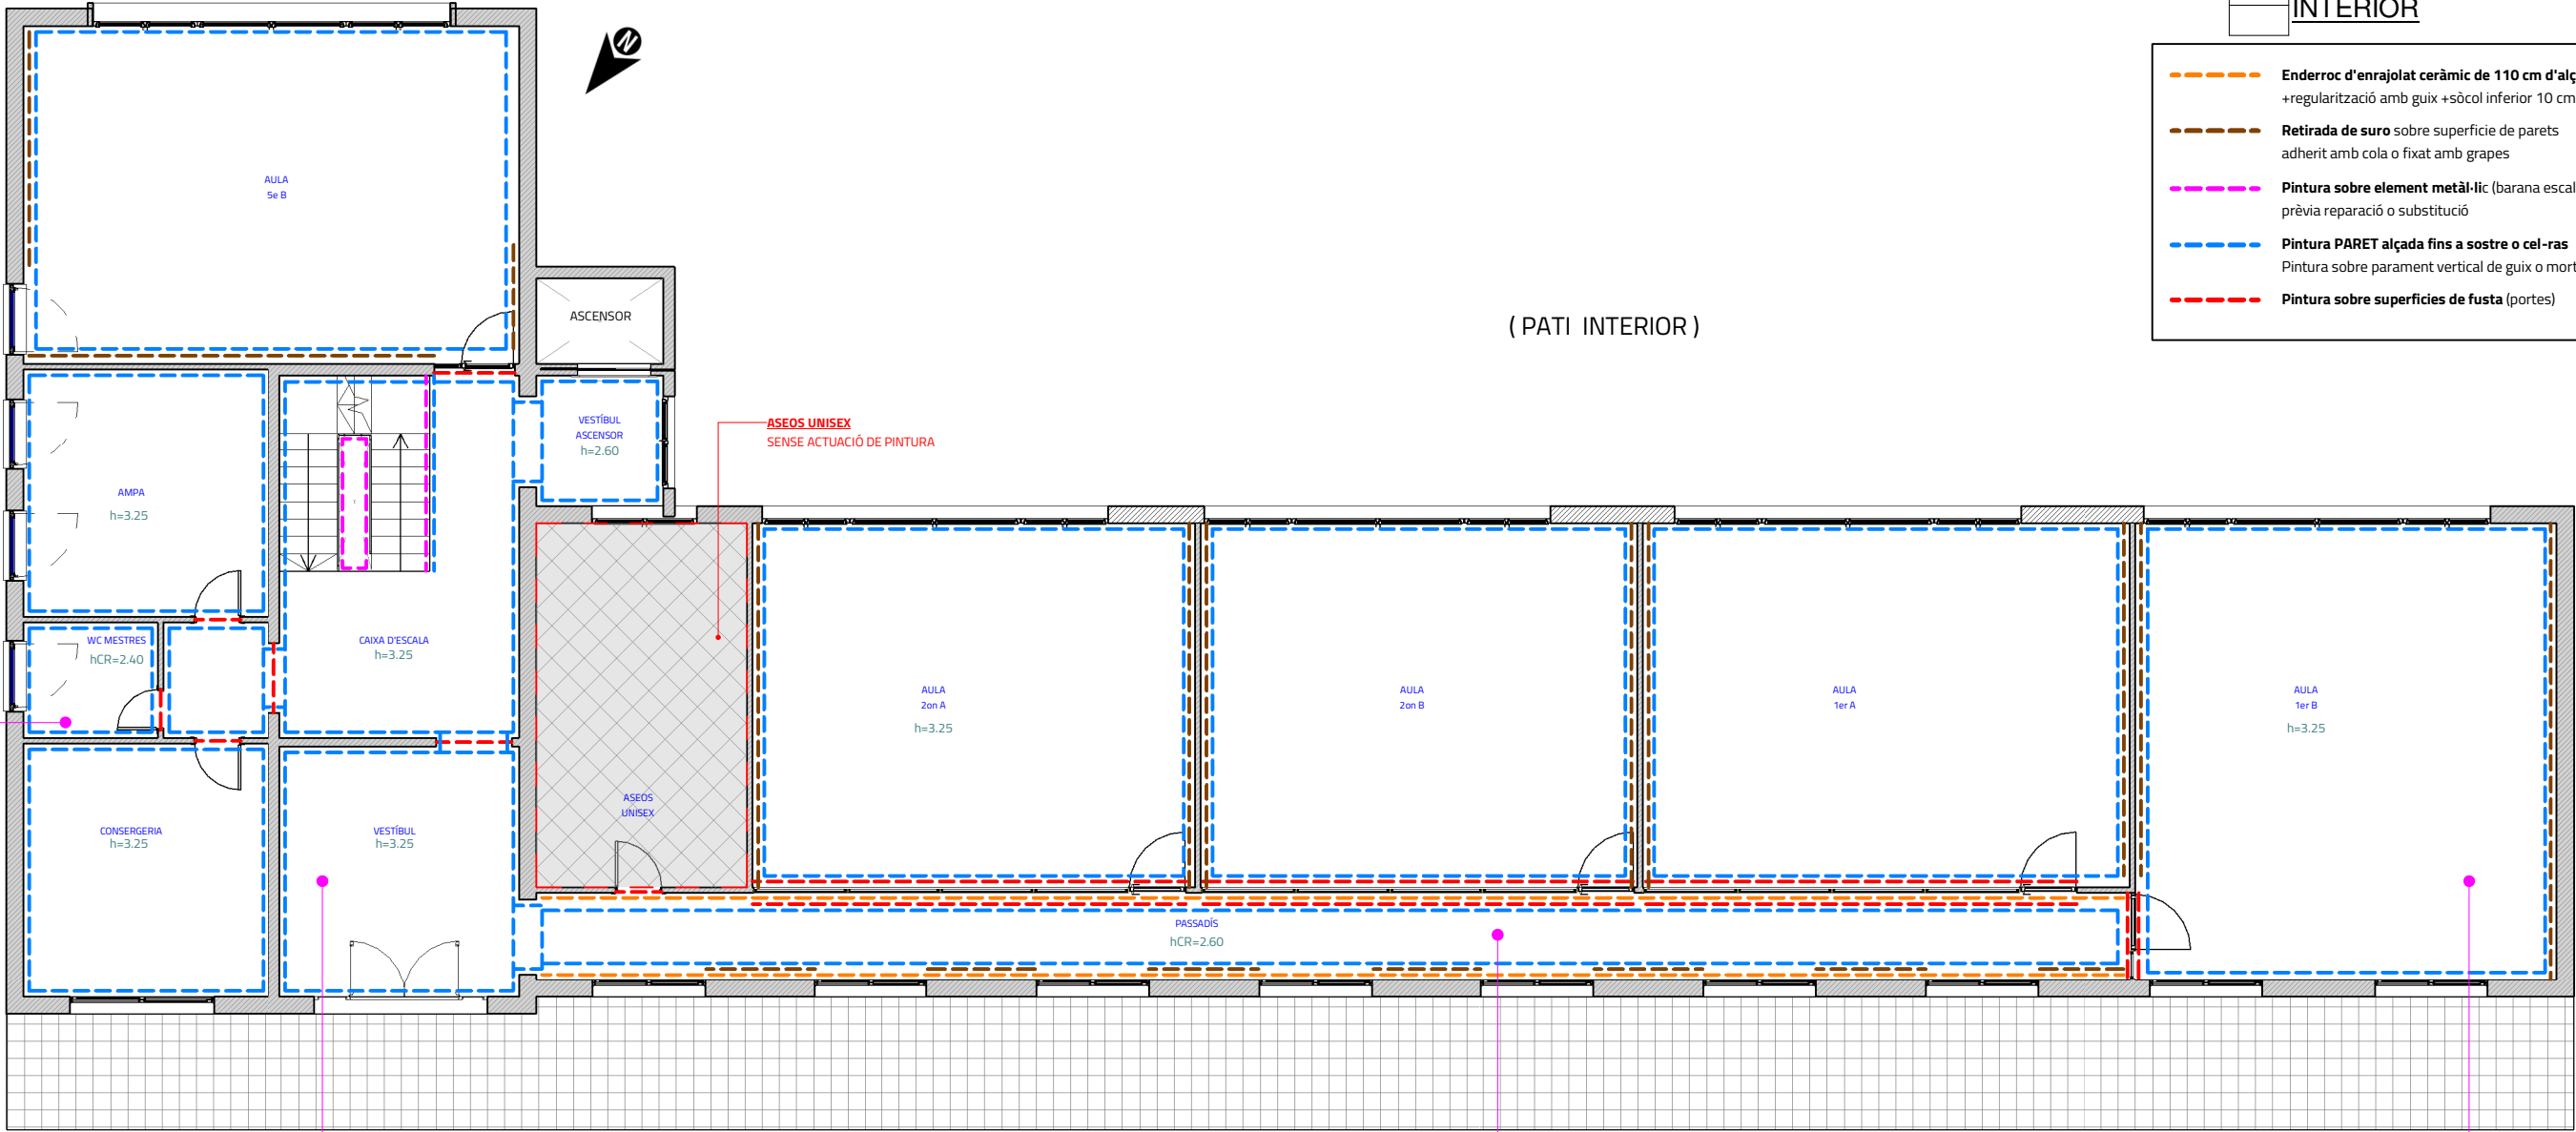 INTERIOR
N
Enderroc d'enrajolat ceràmic de 110 cm d'alç
+regularització amb guix +sòcol inferior 10 cm
Retirada de suro sobre superficie de parets
adherit amb cola o fixat amb grapes
Pintura sobre element metàl·lic (barana escal
prèvia reparació o substitució
Pintura PARET alçada fins a sostre o cel-ras
Pintura sobre parament vertical de guix o mort
Pintura sobre superficies de fusta (portes)
AULA
5e B
ASCENSOR
( PATI INTERIOR )
VESTÍBUL
ASCENSOR
h=2.60
ASEOS UNISEX
SENSE ACTUACIÓ DE PINTURA
AMPA
h=3.25
WC MESTRES
hCR=2.40
CAIXA D'ESCALA
h=3.25
AULA
2on A
h=3.25
AULA
2on B
AULA
1er A
AULA
1er B
h=3.25
ASEOS
UNISEX
CONSERGERIA
h=3.25
VESTÍBUL
h=3.25
PASSADÍS
hCR=2.60